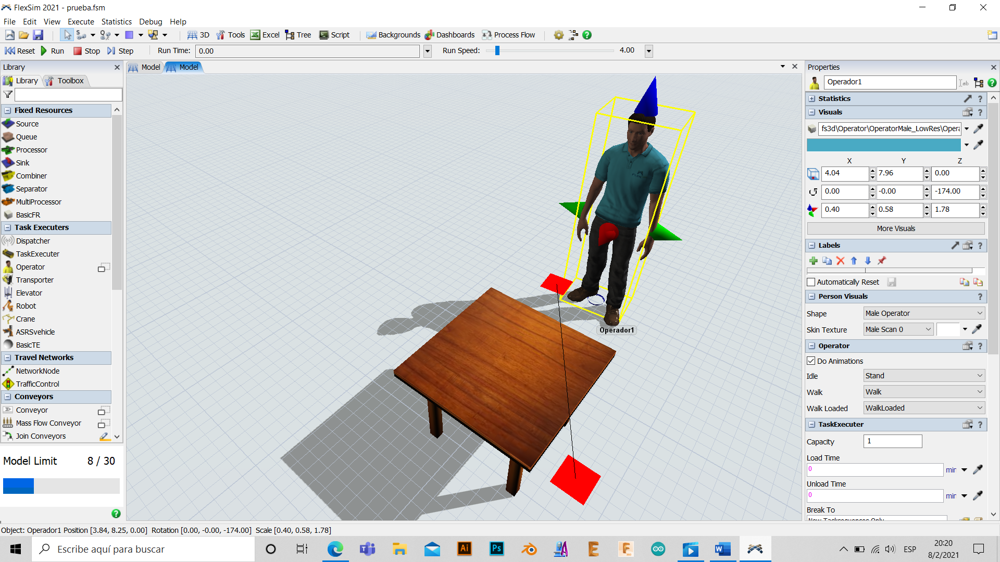 FlexSim 2021 - prueba.fsm
File Edit View Execute Statistics Debug Help
3D Tools Excel Tree Script Backgrounds Dashboards Process Flow
Reset Run Stop Step Run Time: 0.00 Run Speed: 4.00
Library
Library Toolbox
Fixed Resources
Source
Queue
Processor
Sink
Combiner
Separator
MultiProcessor
BasicFR
Task Executers
Dispatcher
TaskExecuter
Operator
Transporter
Elevator
Robot
Crane
ASRSvehicle
BasicTE
Travel Networks
NetworkNode
TrafficControl
Conveyors
Conveyor
Mass Flow Conveyor
Join Conveyors
Model Limit 8 / 30
Model Model
Operador1
Properties
Operador1
Statistics
Visuals
fs3d\Operator\OperatorMale_LowRes\Opera
X Y Z
4.04 7.96 0.00
0.00 -0.00 -174.00
0.40 0.58 1.78
More Visuals
Labels
Automatically Reset
Person Visuals
Shape Male Operator
Skin Texture Male Scan 0
Operator
Do Animations
Idle Stand
Walk Walk
Walk Loaded WalkLoaded
TaskExecuter
Capacity 1
Load Time
0 min
Unload Time
0 min
Break To
New Tasksequences Only
Object: Operador1 Position [3.84, 8.25, 0.00] Rotation [0.00, -0.00, -174.00] Scale [0.40, 0.58, 1.78]
Escribe aquí para buscar
ESP
20:20
8/2/2021